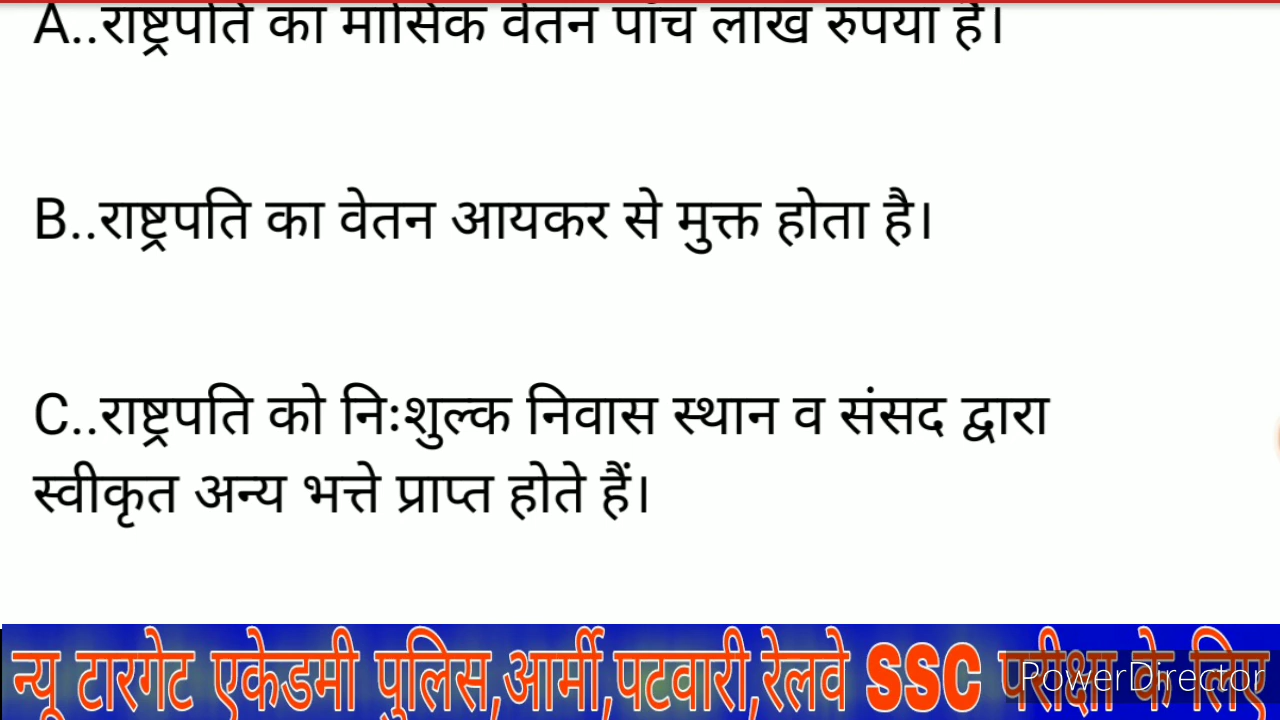 A..राष्ट्रपति का मासिक वेतन पाँच लाख रुपया है।
B..राष्ट्रपति का वेतन आयकर से मुक्त होता है।
C..राष्ट्रपति को निःशुल्क निवास स्थान व संसद द्वारा
स्वीकृत अन्य भत्ते प्राप्त होते हैं।
न्यू टारगेट एकेडमी पुलिस,आर्मी,पटवारी,रेलवे SSC परीक्षा के लिए
PowerDirector